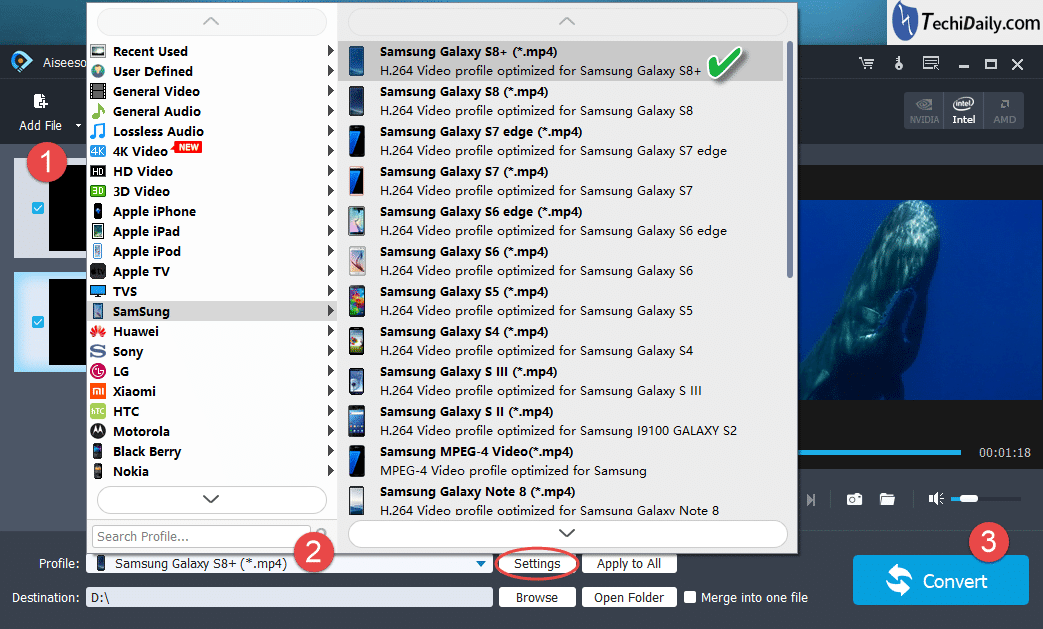 TechiDaily.com
Aiseeso
Add File
1
NVIDIA
Intel
AMD
Recent Used
User Defined
General Video
General Audio
Lossless Audio
4K Video NEW
HD Video
3D Video
Apple iPhone
Apple iPad
Apple iPod
Apple TV
TVS
SamSung
Huawei
Sony
LG
Xiaomi
HTC
Motorola
Black Berry
Nokia
Search Profile...
Samsung Galaxy S8+ (*.mp4)
H.264 Video profile optimized for Samsung Galaxy S8+
Samsung Galaxy S8 (*.mp4)
H.264 Video profile optimized for Samsung Galaxy S8
Samsung Galaxy S7 edge (*.mp4)
H.264 Video profile optimized for Samsung Galaxy S7 edge
Samsung Galaxy S7 (*.mp4)
H.264 Video profile optimized for Samsung Galaxy S7
Samsung Galaxy S6 edge (*.mp4)
H.264 Video profile optimized for Samsung Galaxy S6 edge
Samsung Galaxy S6 (*.mp4)
H.264 Video profile optimized for Samsung Galaxy S6
Samsung Galaxy S5 (*.mp4)
H.264 Video profile optimized for Samsung Galaxy S5
Samsung Galaxy S4 (*.mp4)
H.264 Video profile optimized for Samsung Galaxy S4
Samsung Galaxy S III (*.mp4)
H.264 Video profile optimized for Samsung Galaxy S III
Samsung Galaxy S II (*.mp4)
H.264 Video profile optimized for Samsung I9100 GALAXY S2
Samsung MPEG-4 Video(*.mp4)
MPEG-4 Video profile optimized for Samsung
Samsung Galaxy Note 8 (*.mp4)
H.264 Video profile optimized for Samsung Galaxy Note 8
00:01:18
2
3
Profile: Samsung Galaxy S8+ (*.mp4) Settings Apply to All
Convert
Destination: D:\ Browse Open Folder Merge into one file